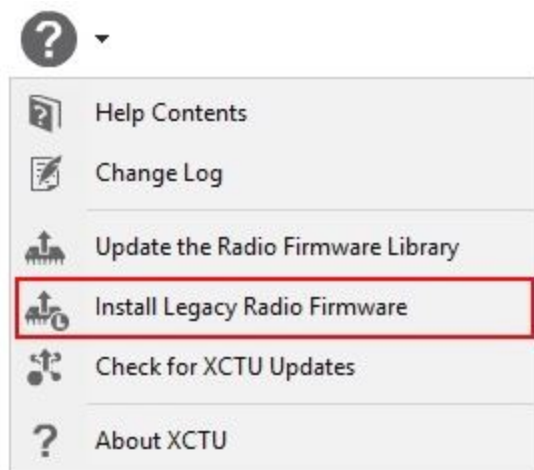 Help Contents
Change Log
Update the Radio Firmware Library
Install Legacy Radio Firmware
Check for XCTU Updates
About XCTU